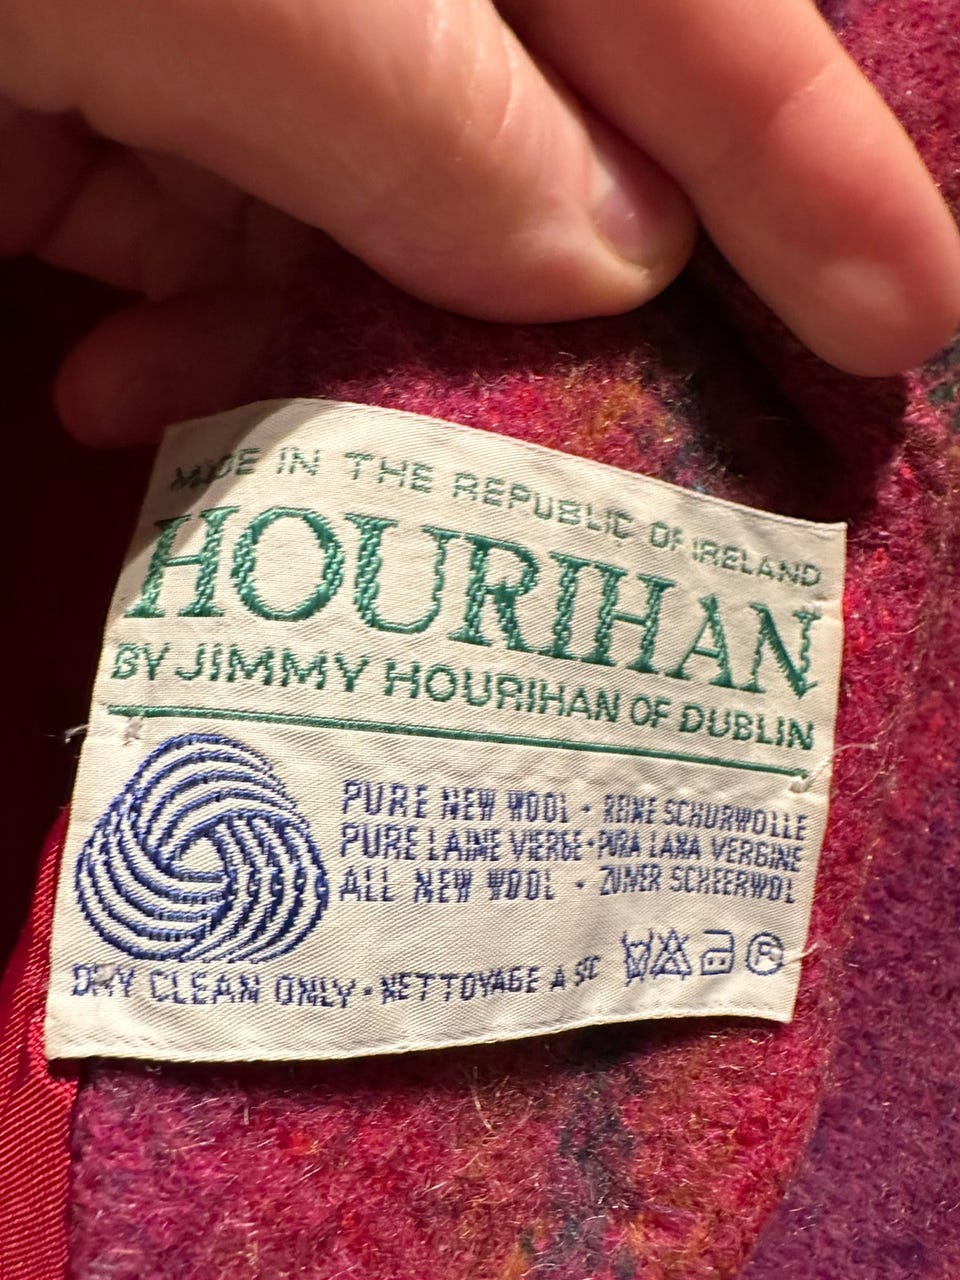 MADE IN THE REPUBLIC OF IRELAND
HOURIHAN
BY JIMMY HOURIHAN OF DUBLIN
PURE NEW WOOL · REINE SCHURWOLLE
PURE LAINE VIERGE · PURA LANA VERGINE
ALL NEW WOOL · ZUIVER SCHEERWOL
DRY CLEAN ONLY · NETTOYAGE A SEC
P